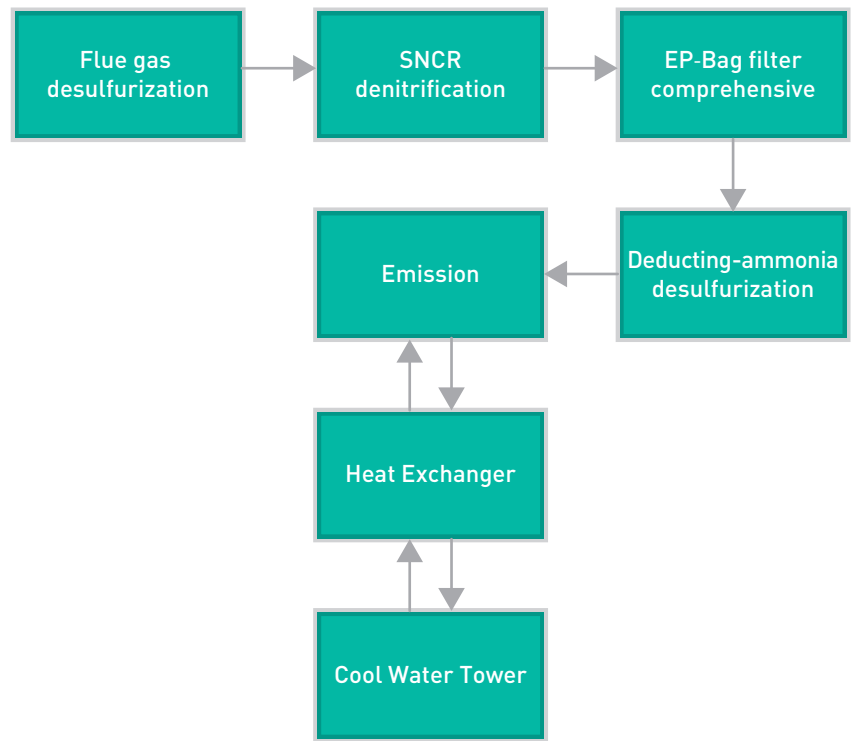 Flue gas
desulfurization
SNCR
denitrification
EP-Bag filter
comprehensive
Deducting-ammonia
desulfurization
Emission
Heat Exchanger
Cool Water Tower